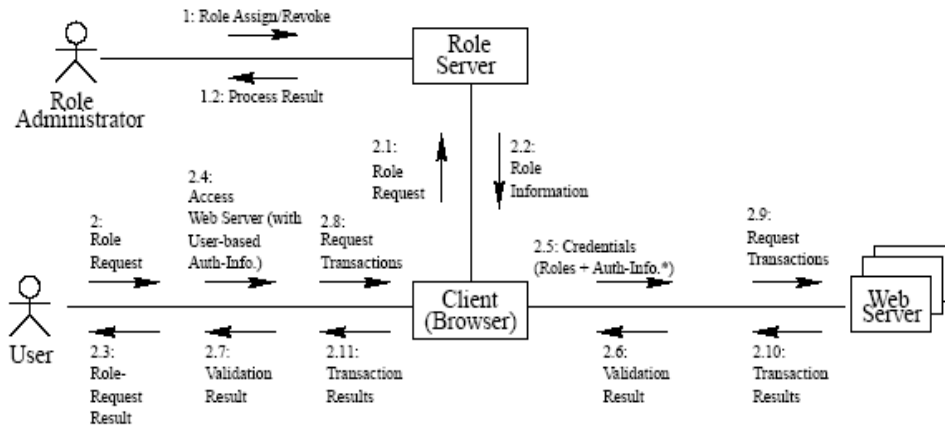 1: Role Assign/Revoke
Role
Server
1.2: Process Result
Role
Administrator
2.1:
Role
Request
2.2:
Role
Information
2:
Role
Request
2.4:
Access
Web Server (with
User-based
Auth-Info.)
2.8:
Request
Transactions
2.5: Credentials
(Roles + Auth-Info.*)
2.9:
Request
Transactions
User
Client
(Browser)
Web
Server
2.3:
Role-
Request
Result
2.7:
Validation
Result
2.11:
Transaction
Results
2.6:
Validation
Result
2.10:
Transaction
Results